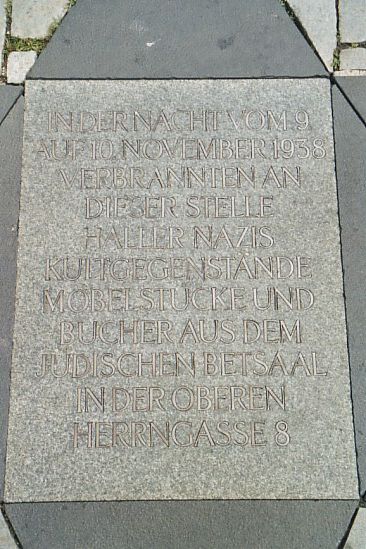 IN DER NACHT VOM 9.
AUF 10. NOVEMBER 1938
VERBRANNTEN AN
DIESER STELLE
HALLER NAZIS
KULTGEGENSTÄNDE
MÖBELSTÜCKE UND
BÜCHER AUS DEM
JÜDISCHEN BETSAAL
IN DER OBEREN
HERRNGASSE 8